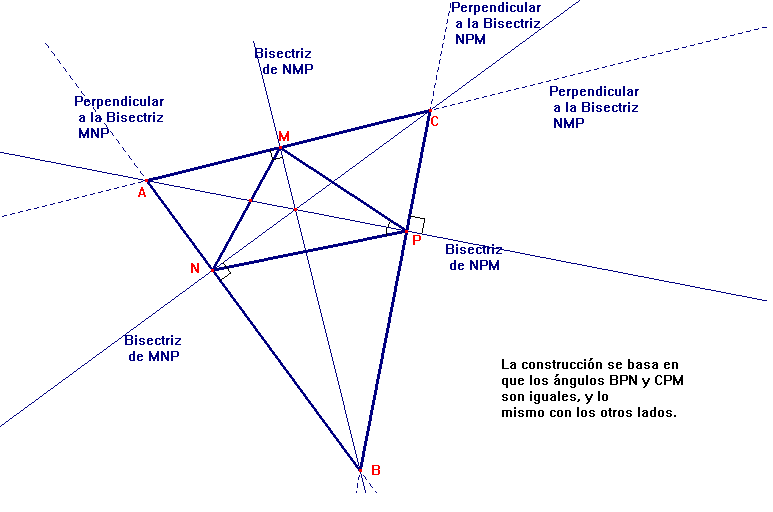 Perpendicular
a la Bisectriz
NPM
Bisectriz
de NMP
Perpendicular
a la Bisectriz
MNP
Perpendicular
a la Bisectriz
NMP
C
M
A
P
N
Bisectriz
de NPM
Bisectriz
de MNP
La construcción se basa en
que los ángulos BPN y CPM
son iguales, y lo
mismo con los otros lados.
B